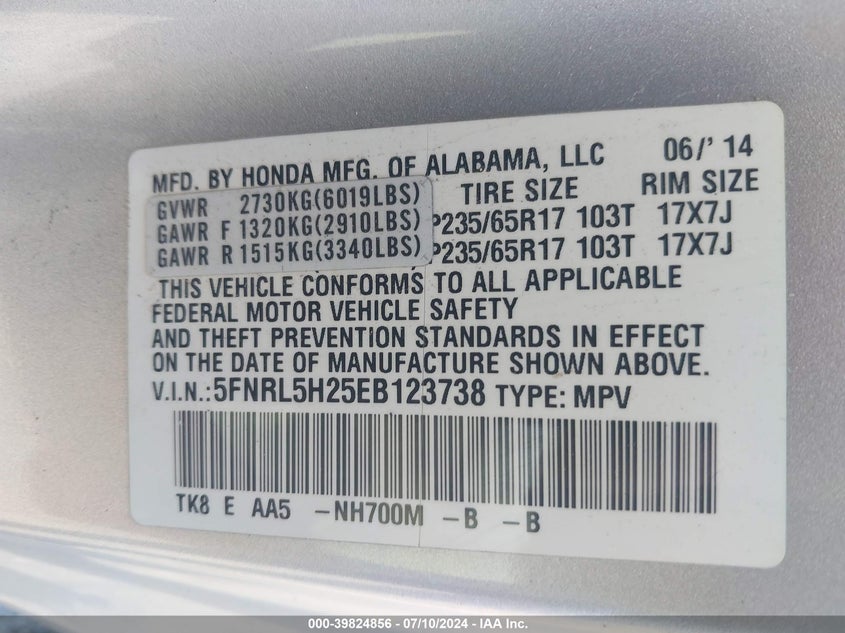 MFD. BY HONDA MFG. OF ALABAMA, LLC 06/' 14
GVWR 2730KG(6019LBS) TIRE SIZE RIM SIZE
GAWR F 1320KG(2910LBS) P235/65R17 103T 17X7J
GAWR R 1515KG(3340LBS) P235/65R17 103T 17X7J
THIS VEHICLE CONFORMS TO ALL APPLICABLE
FEDERAL MOTOR VEHICLE SAFETY
AND THEFT PREVENTION STANDARDS IN EFFECT
ON THE DATE OF MANUFACTURE SHOWN ABOVE.
V.I.N.:5FNRL5H25EB123738 TYPE: MPV
TK8 E AA5 -NH700M -B -B
000-39824856 | 07/10/2024 - IAA Inc.